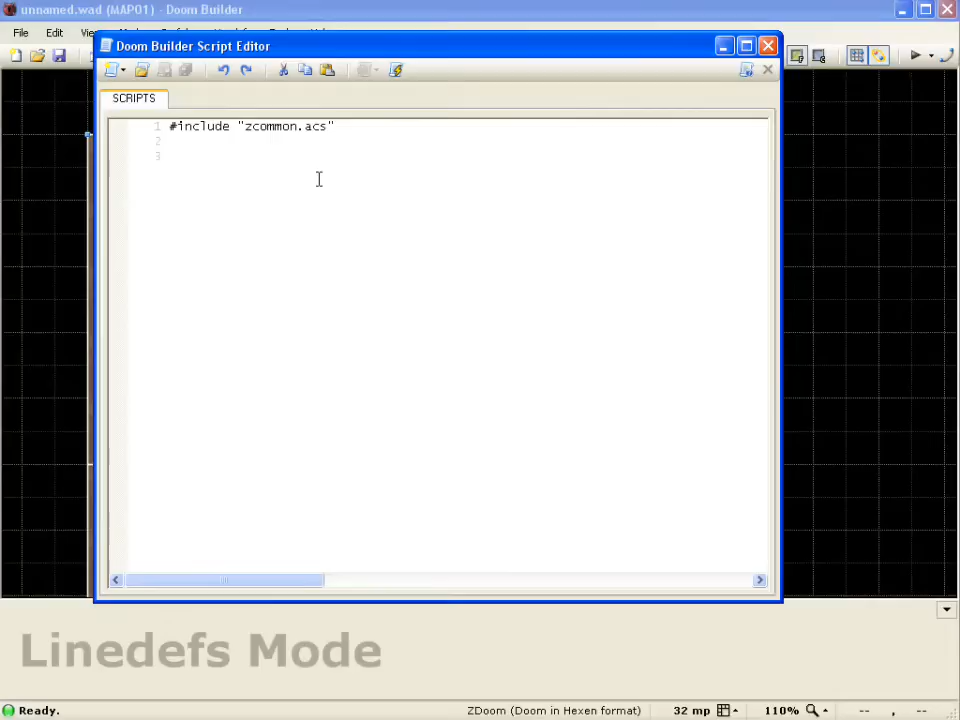 unnamed.wad (MAP01) - Doom Builder
File Edit
Doom Builder Script Editor
SCRIPTS
1 #include "zcommon.acs"
2
3
Linedefs Mode
Ready. ZDoom (Doom in Hexen format) 32 mp 110% -- , --